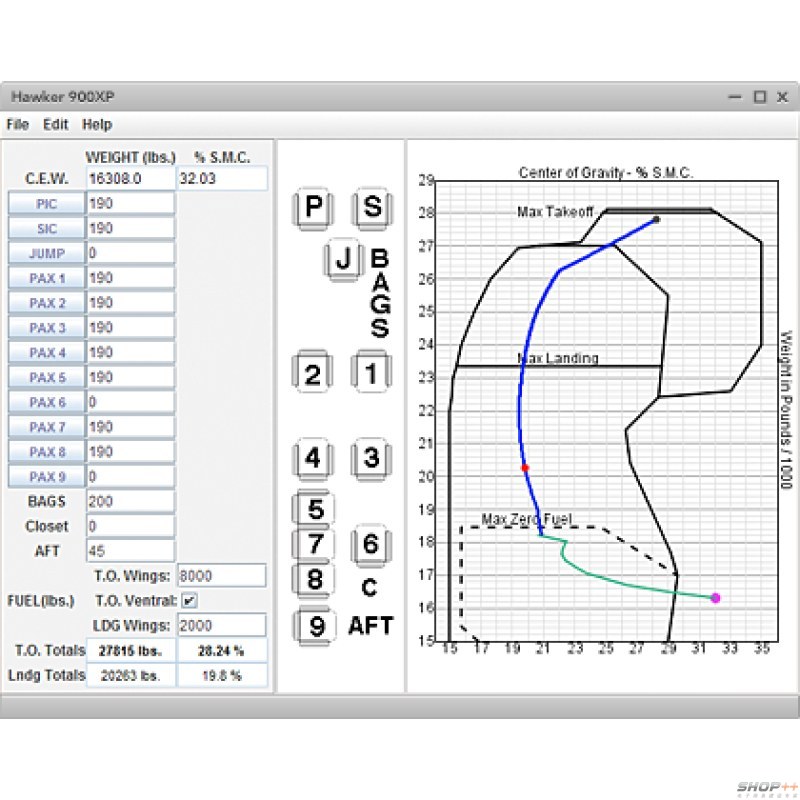 Hawker 900XP
File Edit Help
WEIGHT (lbs.) % S.M.C.
C.E.W. 16308.0 32.03
PIC 190
SIC 190
JUMP 0
PAX 1 190
PAX 2 190
PAX 3 190
PAX 4 190
PAX 5 190
PAX 6 0
PAX 7 190
PAX 8 190
PAX 9 0
BAGS 200
Closet 0
AFT 45
T.O. Wings: 8000
FUEL(lbs.) T.O. Ventral:
LDG Wings: 2000
T.O. Totals 27815 lbs. 28.24 %
Lndg Totals 20263 lbs. 19.8 %
P S
J
BAGS
2 1
4 3
5
7 6
8 C
9 AFT
Center of Gravity - % S.M.C.
29
28
27
26
25
24
23
22
21
20
19
18
17
16
15
Max Takeoff
Max Landing
Max Zero Fuel
15 17 19 21 23 25 27 29 31 33 35
Weight in Pounds / 1000
SHOP++